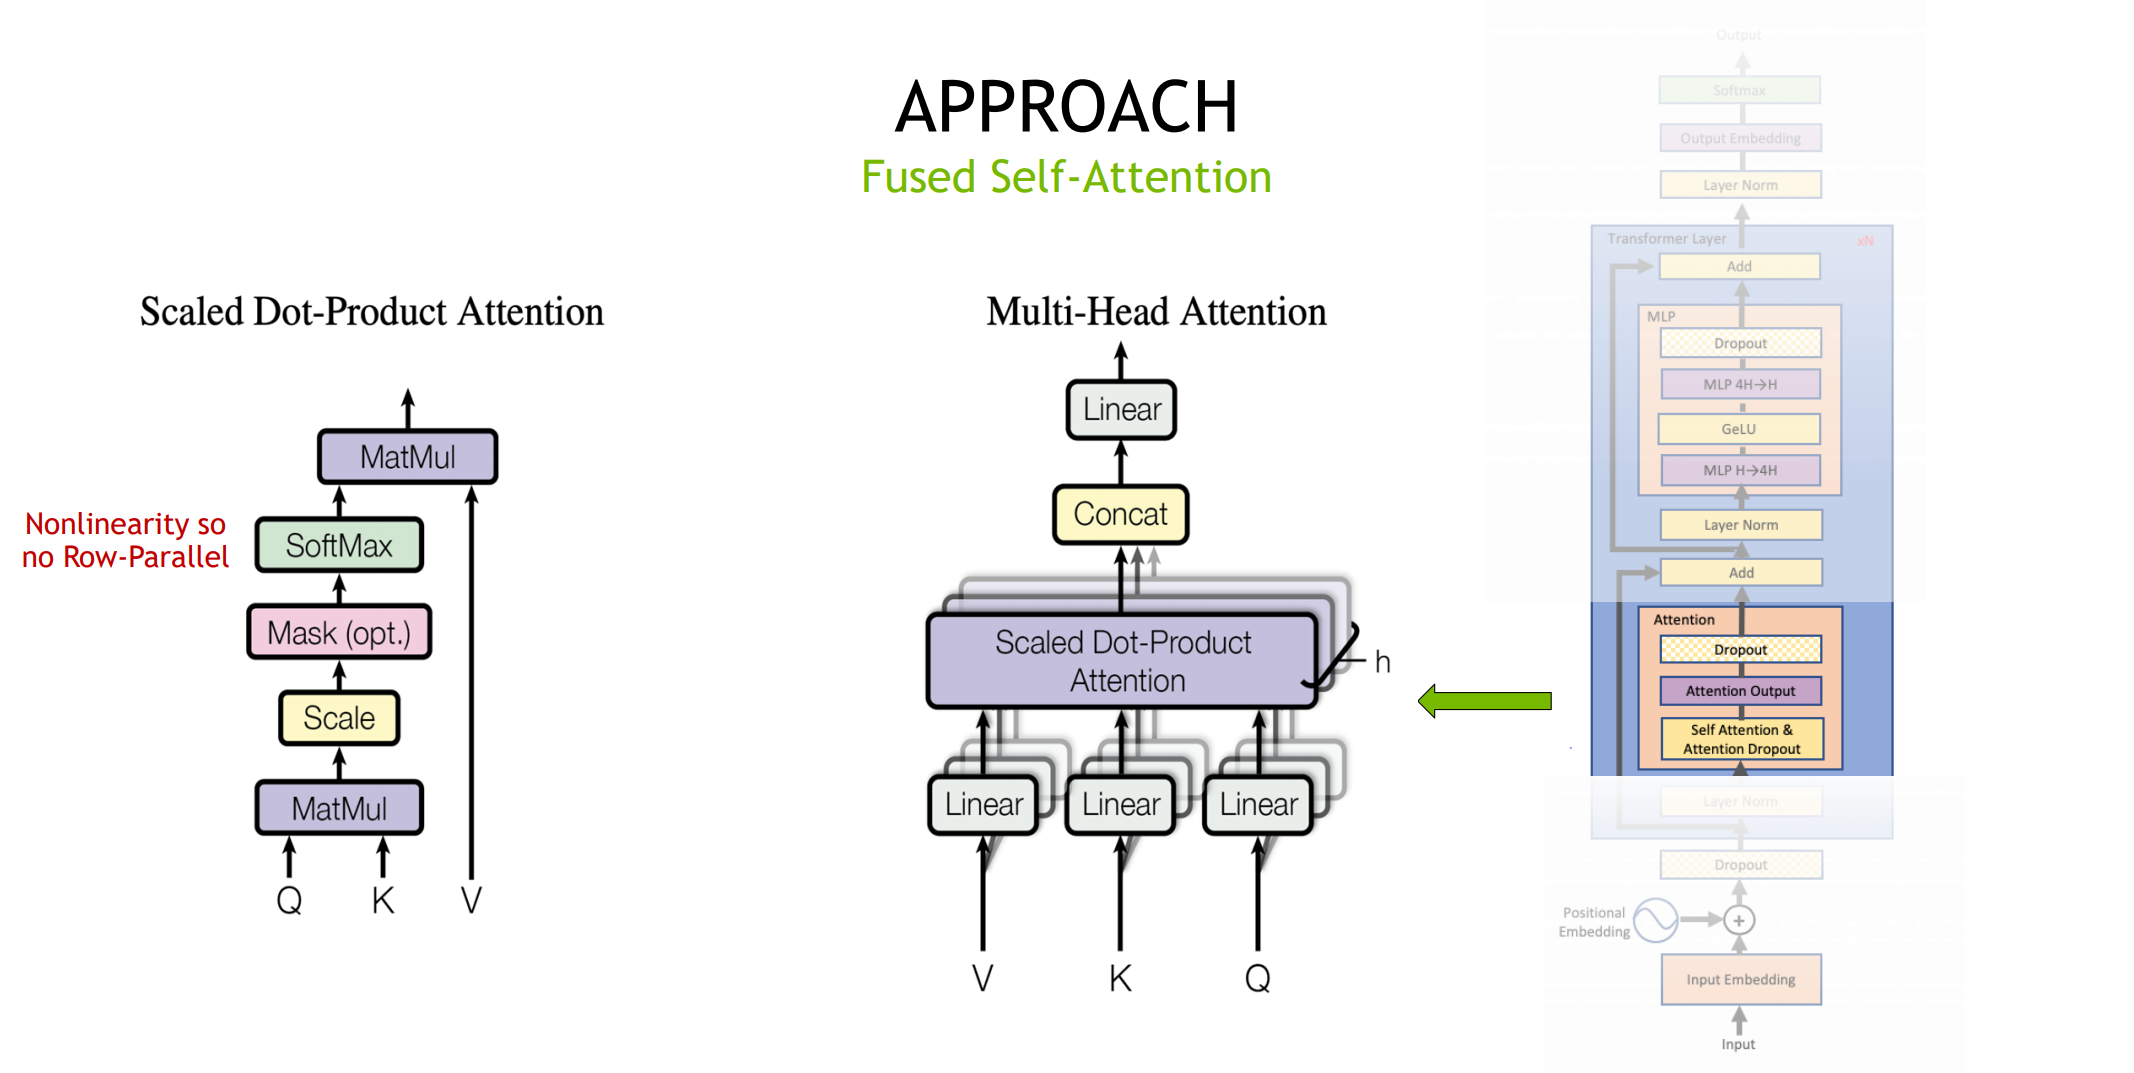 APPROACH
Fused Self-Attention
Scaled Dot-Product Attention
MatMul
Nonlinearity so
no Row-Parallel
SoftMax
Mask (opt.)
Scale
MatMul
Q
K
V
Multi-Head Attention
Linear
Concat
Scaled Dot-Product
Attention
h
Linear
Linear
Linear
V
K
Q
Output
Softmax
Output Embedding
Layer Norm
Transformer Layer
xN
Add
MLP
Dropout
MLP 4H→H
GeLU
MLP H→4H
Layer Norm
Add
Attention
Dropout
Attention Output
Self Attention &
Attention Dropout
Layer Norm
Dropout
Positional
Embedding
+
Input Embedding
Input